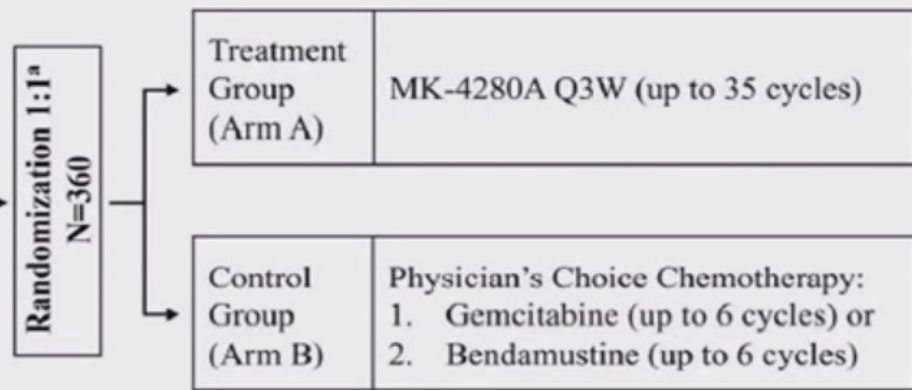 Randomization 1:1ᵃ
N=360
Treatment
Group
(Arm A)
MK-4280A Q3W (up to 35 cycles)
Control
Group
(Arm B)
Physician's Choice Chemotherapy:
1. Gemcitabine (up to 6 cycles) or
2. Bendamustine (up to 6 cycles)